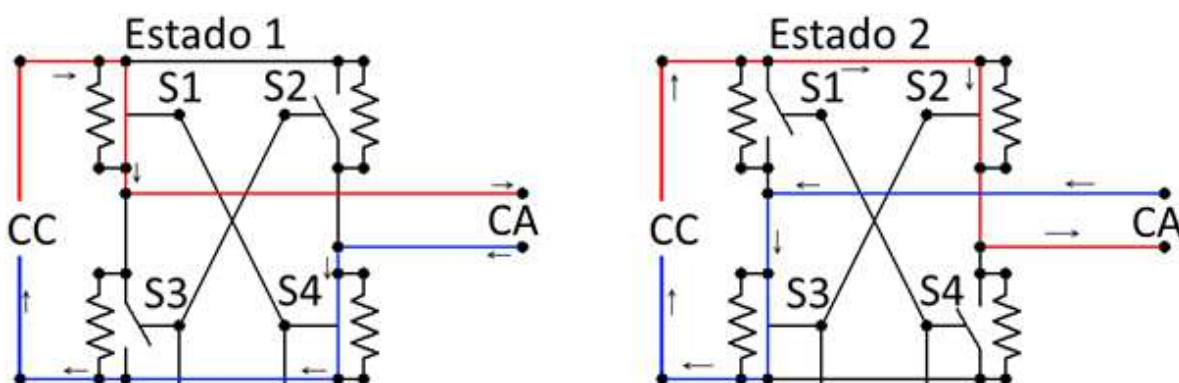 Estado 1
Estado 2
S1 S2
S1 S2
CC CA
CC CA
S3 S4
S3 S4